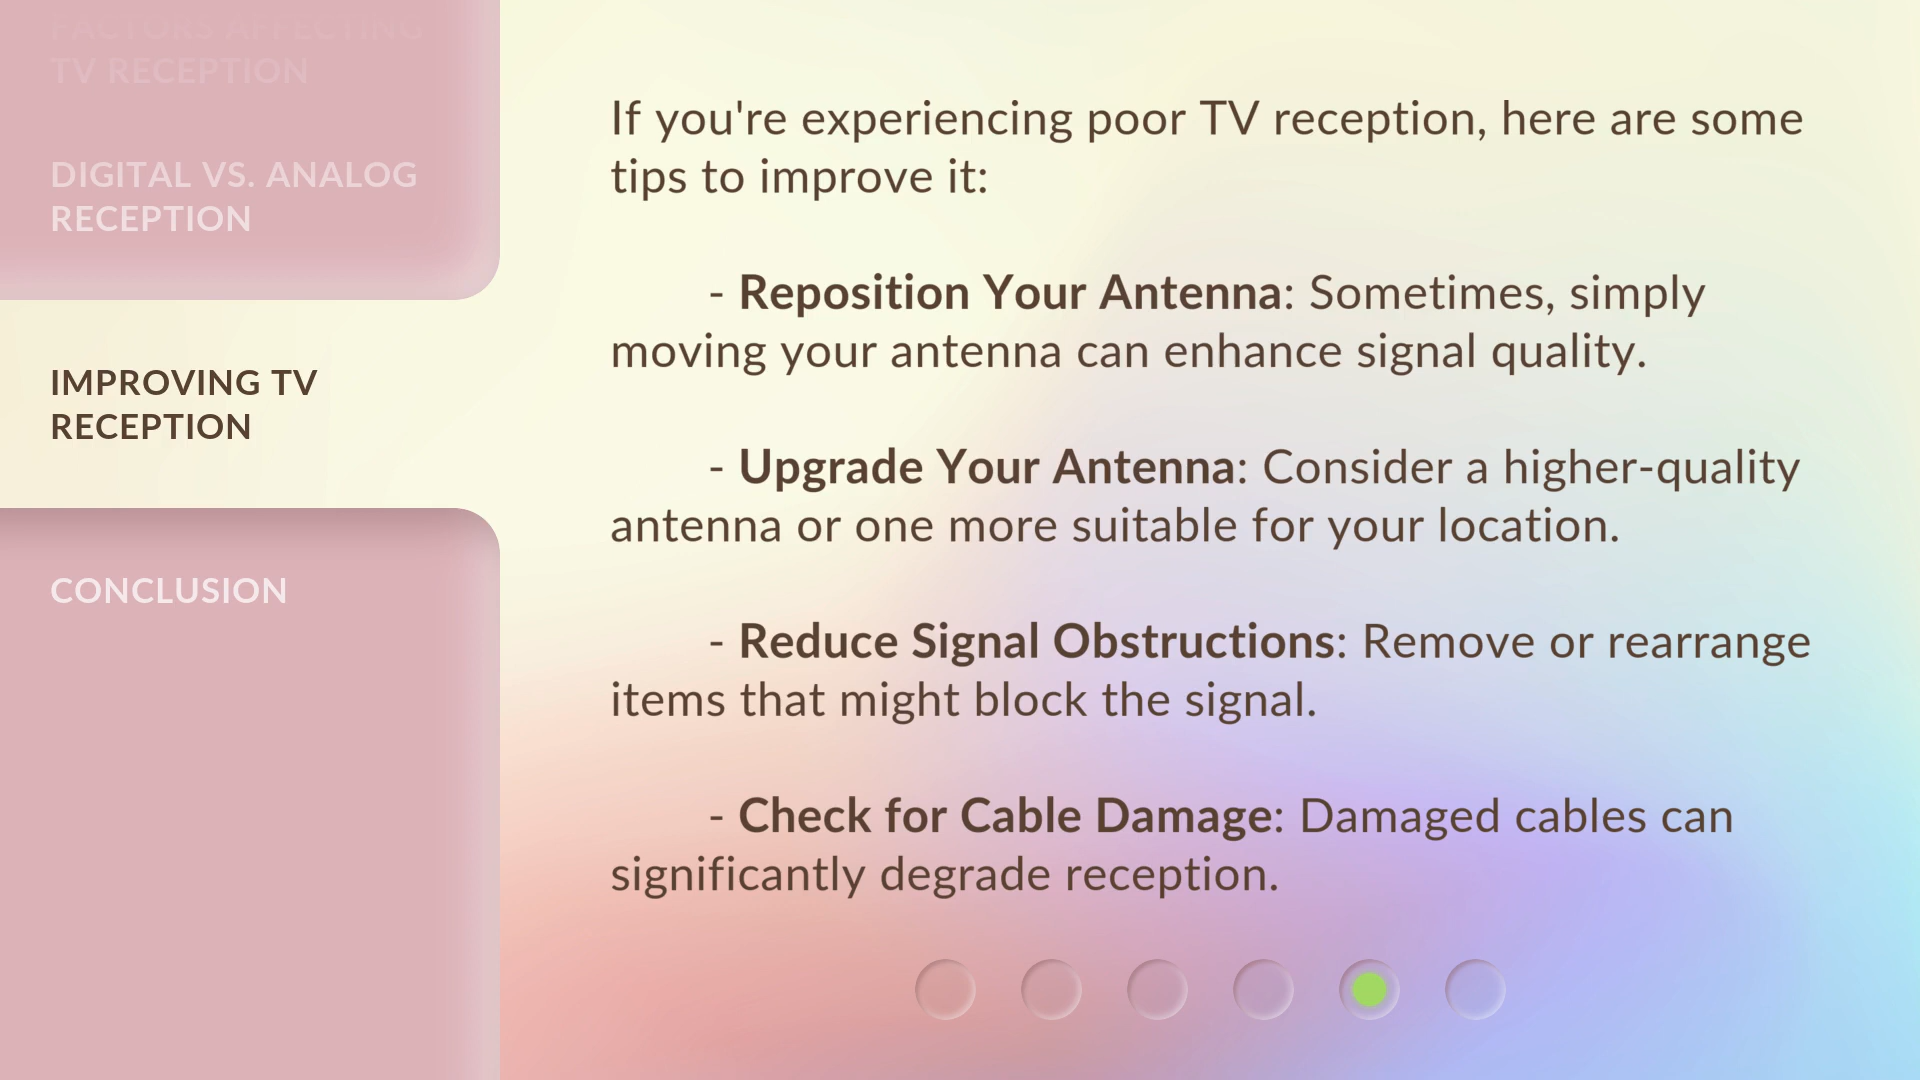 FACTORS AFFECTING
TV RECEPTION
DIGITAL VS. ANALOG
RECEPTION
IMPROVING TV
RECEPTION
CONCLUSION
If you're experiencing poor TV reception, here are some
tips to improve it:
- Reposition Your Antenna: Sometimes, simply
moving your antenna can enhance signal quality.
- Upgrade Your Antenna: Consider a higher-quality
antenna or one more suitable for your location.
- Reduce Signal Obstructions: Remove or rearrange
items that might block the signal.
- Check for Cable Damage: Damaged cables can
significantly degrade reception.